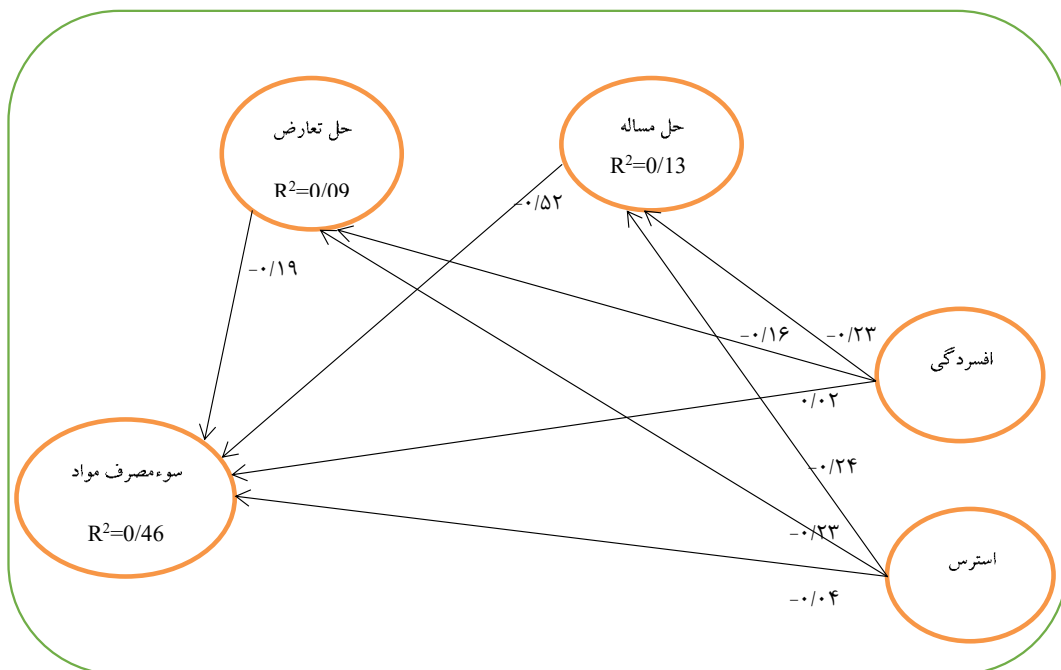 حل مساله
R²=0/13
حل تعارض
R²=0/09
-۰/۵۲
-۰/۱۹
-۰/۱۶
-۰/۲۳
افسردگی
۰/۰۲
-۰/۲۴
سوءمصرف مواد
R²=0/46
-۰/۲۳
استرس
-۰/۰۴